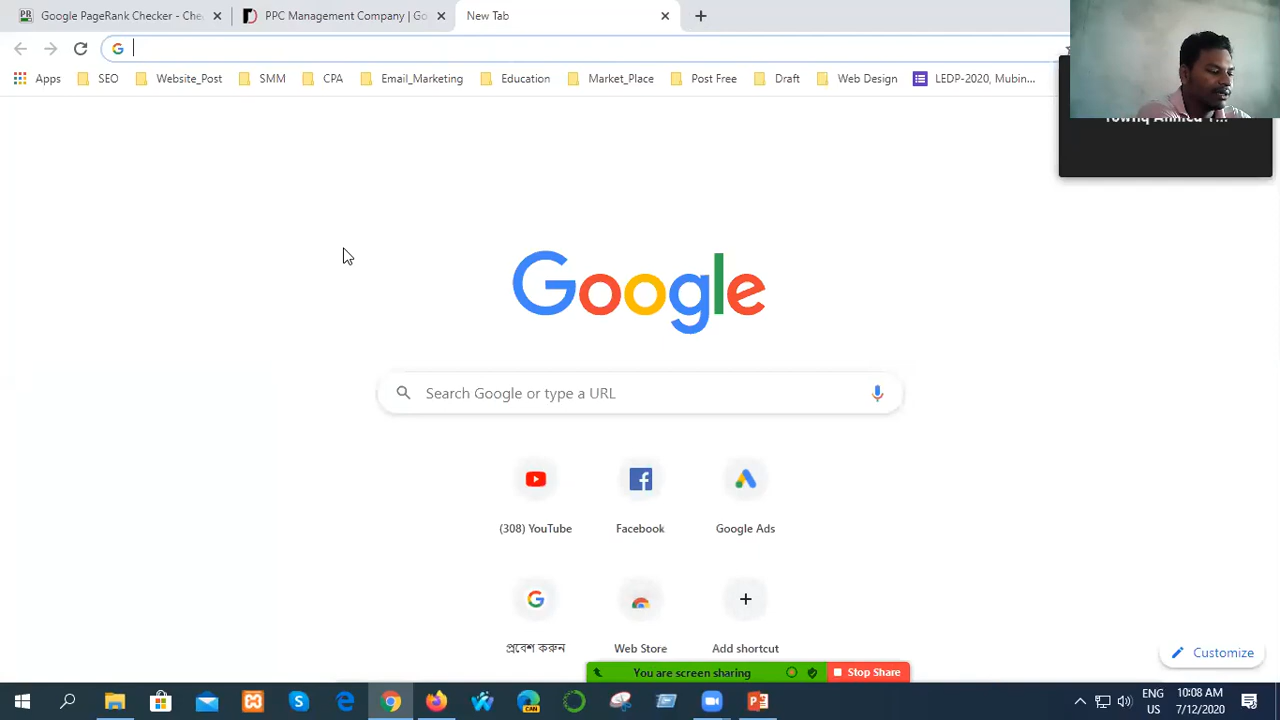 Google PageRank Checker - Che
PPC Management Company | Go
New Tab
Apps
SEO
Website_Post
SMM
CPA
Email_Marketing
Education
Market_Place
Post Free
Draft
Web Design
LEDP-2020, Mubin...
Google
Search Google or type a URL
(308) YouTube
Facebook
Google Ads
প্রবেশ করুন
Web Store
Add shortcut
Customize
You are screen sharing
Stop Share
ENG
10:08 AM
US
7/12/2020